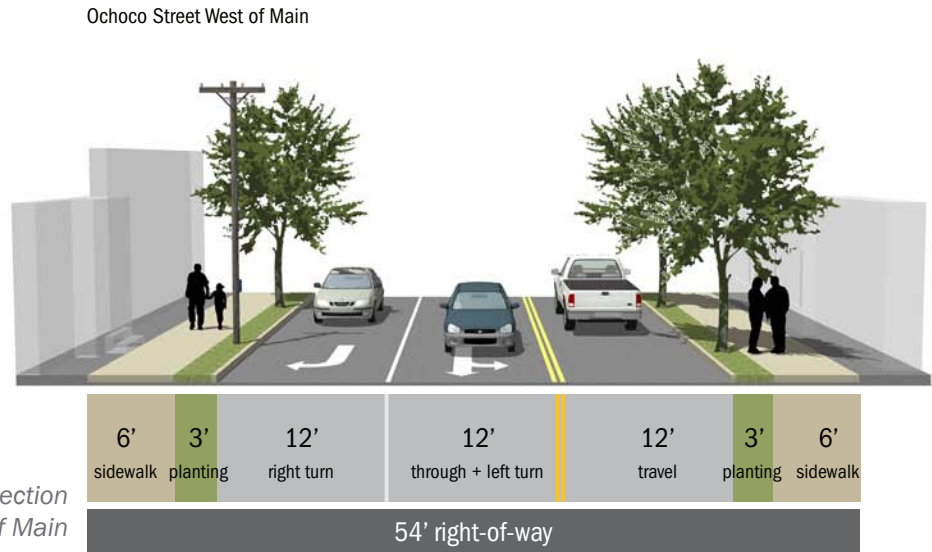 Ochoco Street West of Main
6’ 3’ 12’ 12’ 12’ 3’ 6’
sidewalk planting right turn through + left turn travel planting sidewalk
54’ right-of-way
of Main